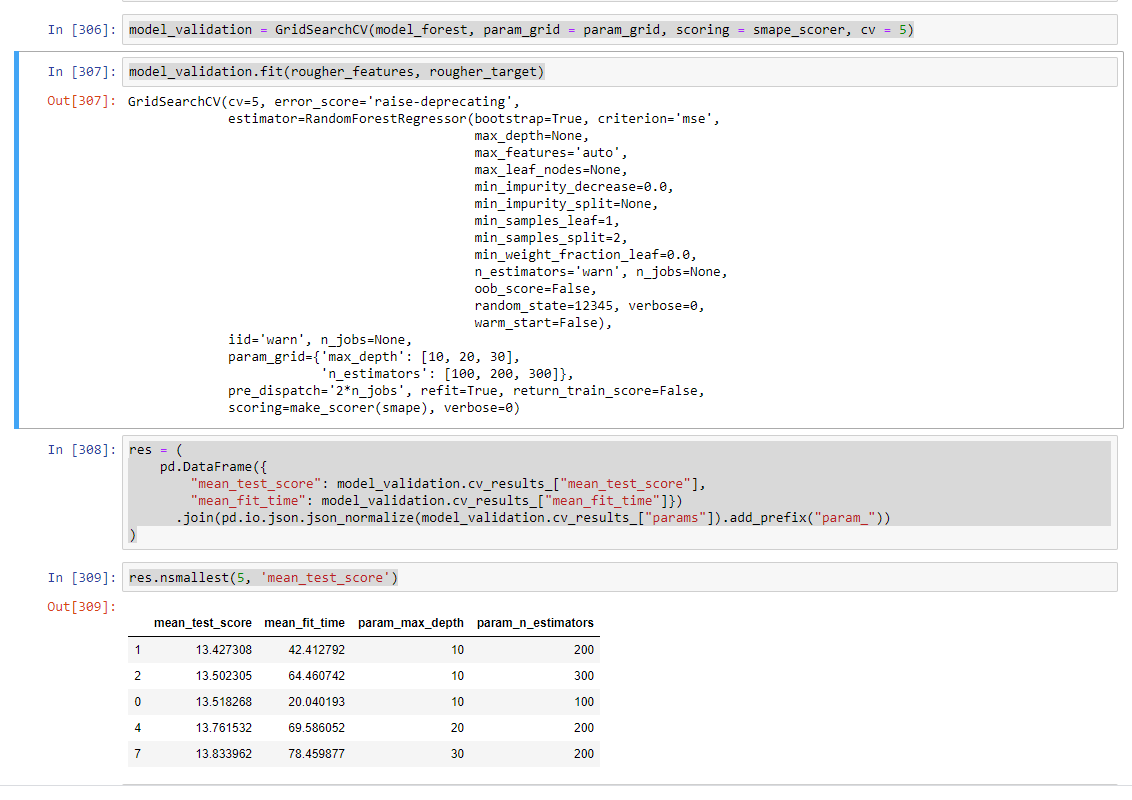 In [306]: model_validation = GridSearchCV(model_forest, param_grid = param_grid, scoring = smape_scorer, cv = 5)
In [307]: model_validation.fit(rougher_features, rougher_target)
Out[307]: GridSearchCV(cv=5, error_score='raise-deprecating',
estimator=RandomForestRegressor(bootstrap=True, criterion='mse',
max_depth=None,
max_features='auto',
max_leaf_nodes=None,
min_impurity_decrease=0.0,
min_impurity_split=None,
min_samples_leaf=1,
min_samples_split=2,
min_weight_fraction_leaf=0.0,
n_estimators='warn', n_jobs=None,
oob_score=False,
random_state=12345, verbose=0,
warm_start=False),
iid='warn', n_jobs=None,
param_grid={'max_depth': [10, 20, 30],
'n_estimators': [100, 200, 300]},
pre_dispatch='2*n_jobs', refit=True, return_train_score=False,
scoring=make_scorer(smape), verbose=0)
In [308]: res = (
pd.DataFrame({
"mean_test_score": model_validation.cv_results_["mean_test_score"],
"mean_fit_time": model_validation.cv_results_["mean_fit_time"]})
.join(pd.io.json.json_normalize(model_validation.cv_results_["params"]).add_prefix("param_"))
)
In [309]: res.nsmallest(5, 'mean_test_score')
Out[309]:
mean_test_score mean_fit_time param_max_depth param_n_estimators
1 13.427308 42.412792 10 200
2 13.502305 64.460742 10 300
0 13.518268 20.040193 10 100
4 13.761532 69.586052 20 200
7 13.833962 78.459877 30 200